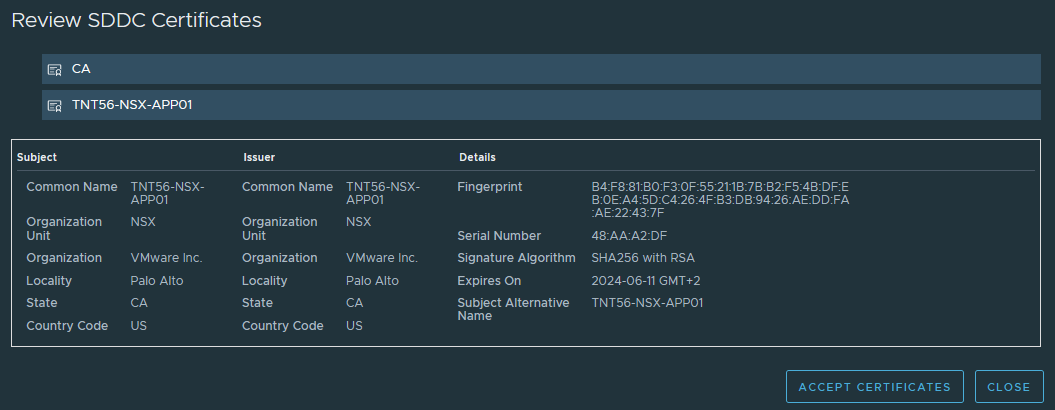 Review SDDC Certificates
CA
TNT56-NSX-APP01
Subject Issuer Details
Common Name TNT56-NSX- Common Name TNT56-NSX- Fingerprint B4:F8:81:B0:F3:0F:55:21:1B:7B:B2:F5:4B:DF:E
APP01 APP01 B:0E:A4:5D:C4:26:4F:B3:DB:94:26:AE:DD:FA
:AE:22:43:7F
Organization NSX Organization NSX
Unit Unit Serial Number 48:AA:A2:DF
Organization VMware Inc. Organization VMware Inc. Signature Algorithm SHA256 with RSA
Locality Palo Alto Locality Palo Alto Expires On 2024-06-11 GMT+2
State CA State CA Subject Alternative TNT56-NSX-APP01
Name
Country Code US Country Code US
ACCEPT CERTIFICATES CLOSE